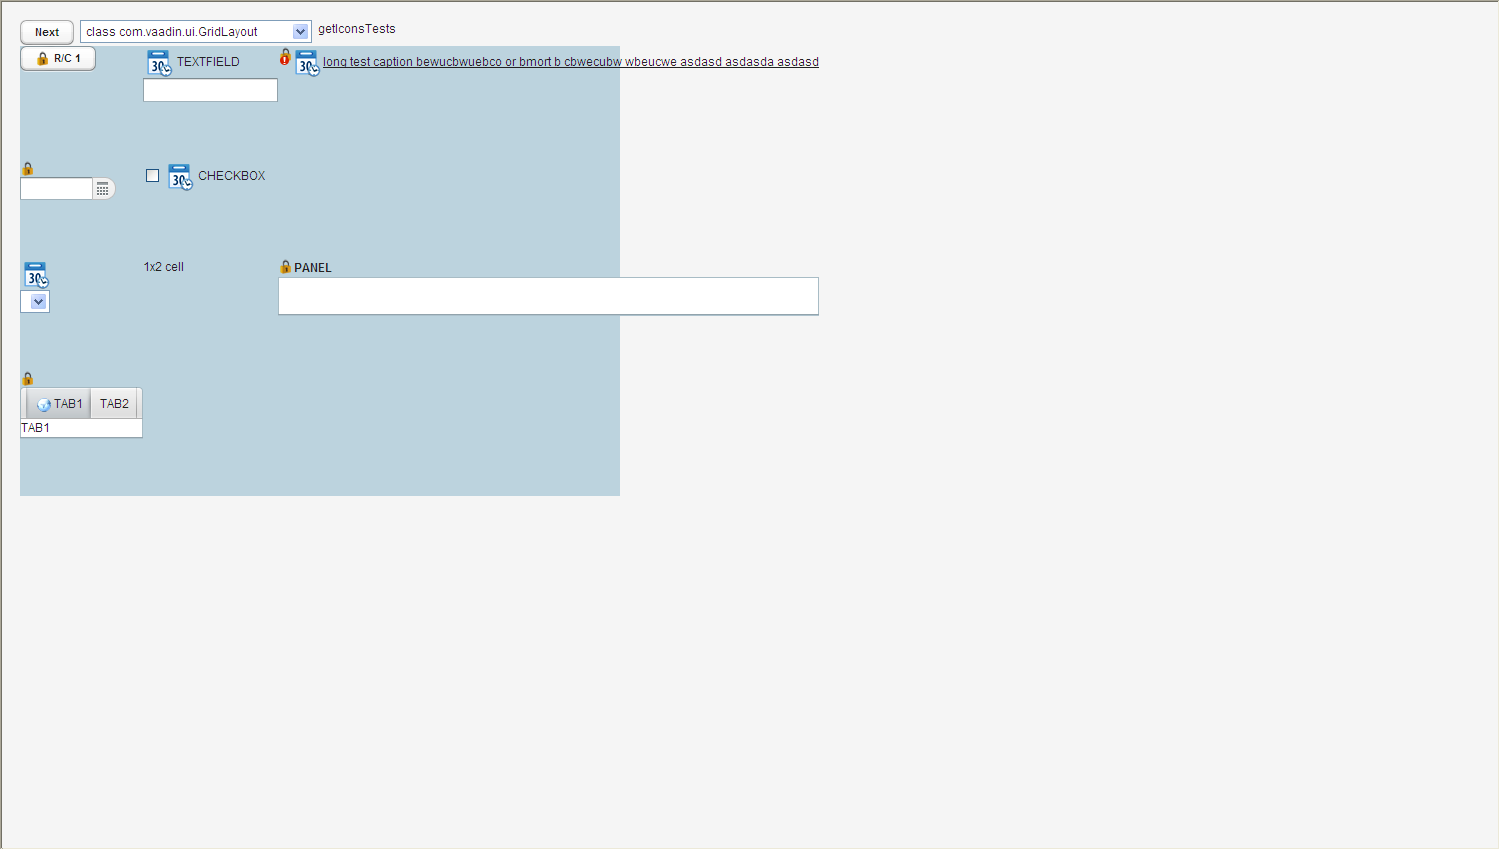 Next
class com.vaadin.ui.GridLayout
getIconsTests
R/C 1
30 TEXTFIELD
30 long test caption bewucbwuebco or bmort b cbwecubw wbeucwe asdasd asdasda asdasd
30 CHECKBOX
30
1x2 cell
PANEL
TAB1
TAB2
TAB1